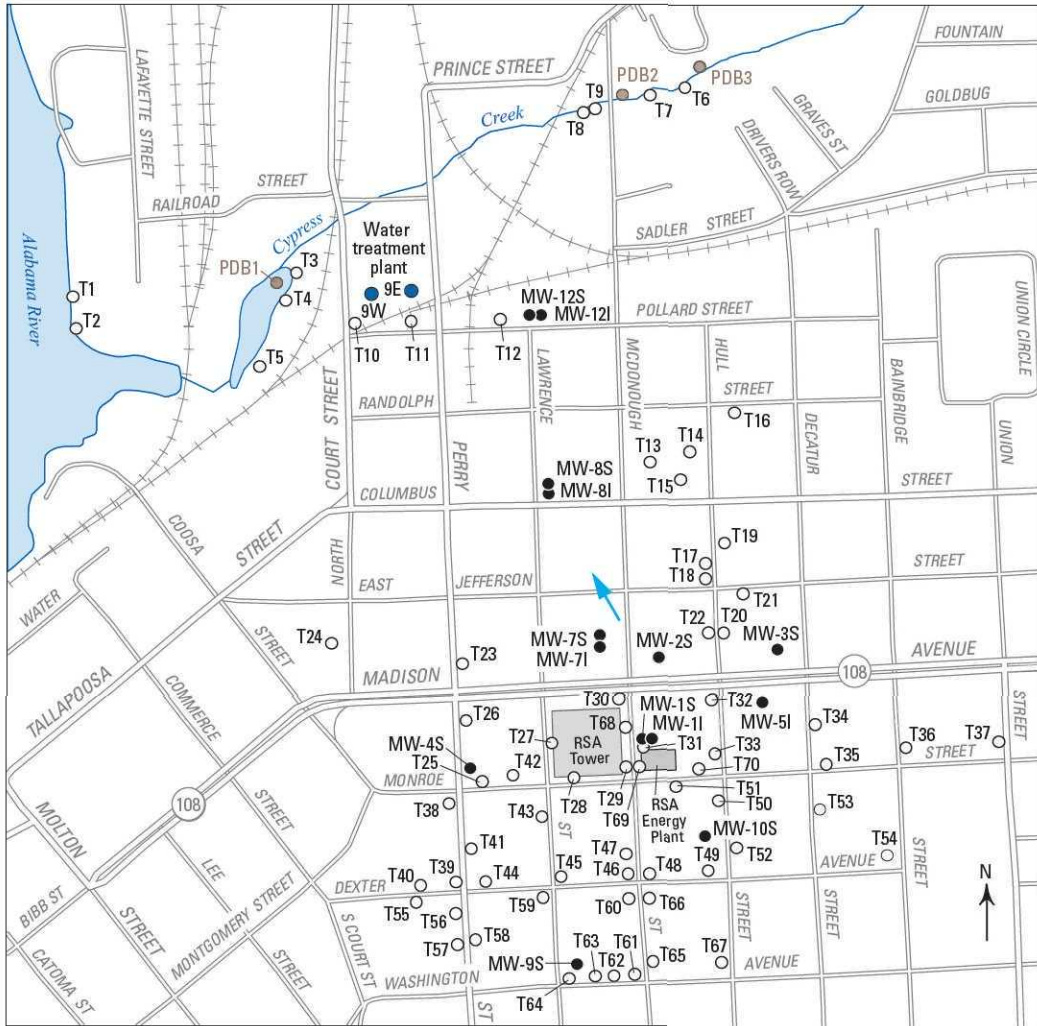 FOUNTAIN
LAFAYETTE STREET
PRINCE STREET
PDB2
PDB3
T9
T8
T7
T6
Creek
GOLDBUG
GRAVES ST
DRIVERS ROW
STREET
RAILROAD
SADLER STREET
Cypress
Water
treatment
plant
Alabama River
PDB1
T3
T4
9E
9W
T1
T2
MW-12S
MW-12I
POLLARD STREET
UNION CIRCLE
T5
T10
T11
T12
LAWRENCE
MCDONOUGH
HULL
BAINBRIDGE
COURT STREET
RANDOLPH
STREET
T16
DECATUR
UNION
T13
T14
T15
PERRY
MW-8S
MW-8I
COLUMBUS
STREET
COOSA
STREET
NORTH
T19
T17
T18
EAST
JEFFERSON
STREET
T21
WATER
STREET
T24
T22
T20
MW-7S
MW-7I
MW-2S
MW-3S
T23
MADISON
AVENUE
108
TALLAPOOSA
COMMERCE
T30
MW-1S
MW-1I
T32
MW-5I
T26
T68
T31
T34
T36
T37
STREET
T27
RSA
Tower
T33
MW-4S
T25
T42
T35
STREET
MONROE
T70
T28
T29
T69
RSA
Energy
Plant
T51
T50
108
T38
T43
ST
T53
MOLTON
STREET
MW-10S
T41
T47
T52
T54
AVENUE
STREET
LEE
T40
T39
T44
T45
T46
T48
T49
DEXTER
N
BIBB ST
T55
T56
T59
T60
T66
MONTGOMERY STREET
S COURT ST
STREET
T57
T58
ST
STREET
STREET
CATOMA ST
STREET
MW-9S
T63
T62
T61
T65
T67
WASHINGTON
AVENUE
T64
ST